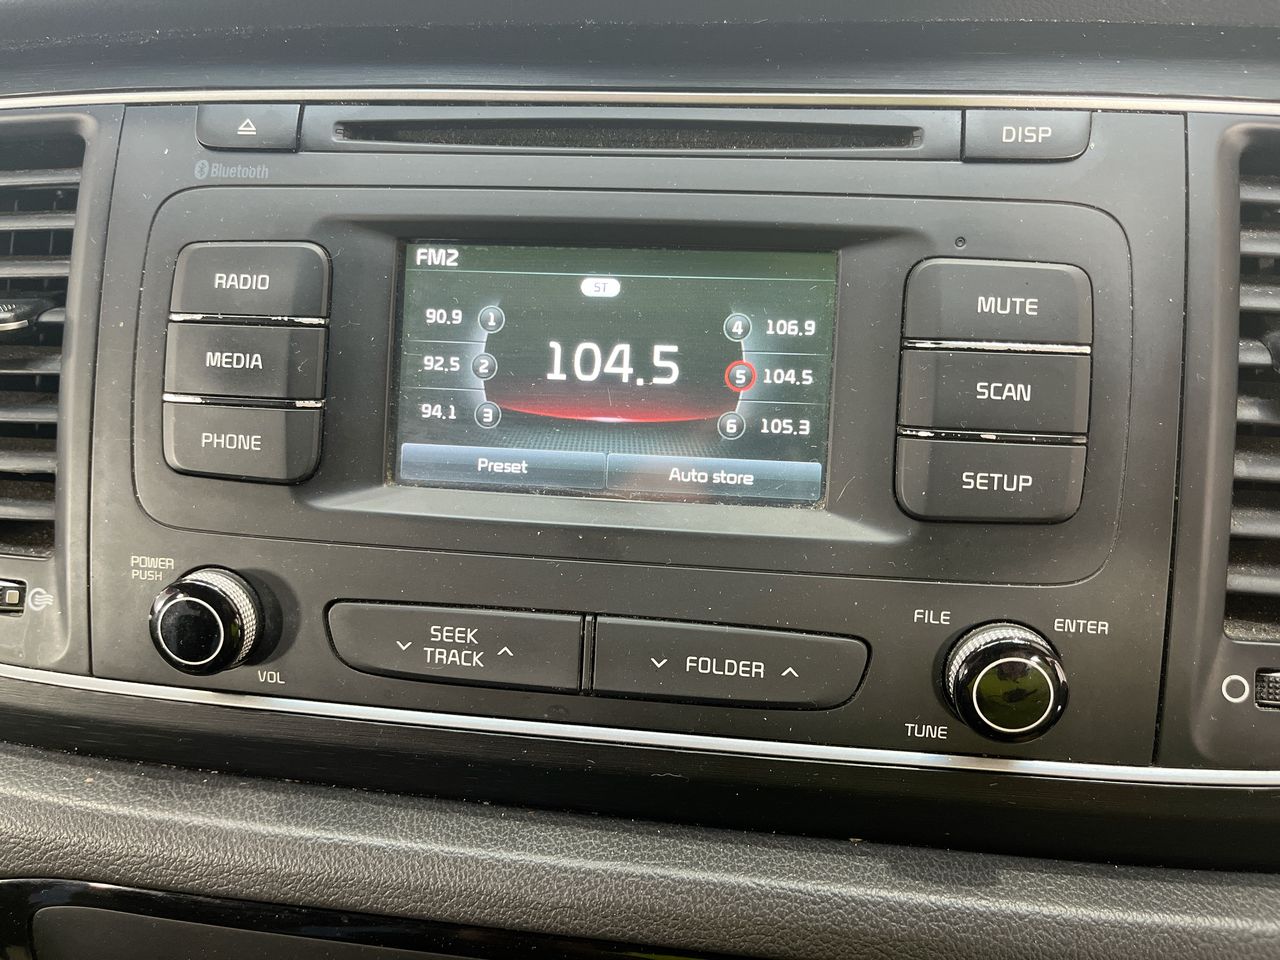 DISP
Bluetooth
RADIO
MEDIA
PHONE
FM2
ST
90.9 1
92.5 2
94.1 3
104.5
4 106.9
5 104.5
6 105.3
Preset
Auto store
MUTE
SCAN
SETUP
POWER
PUSH
VOL
SEEK
TRACK
FOLDER
FILE
ENTER
TUNE